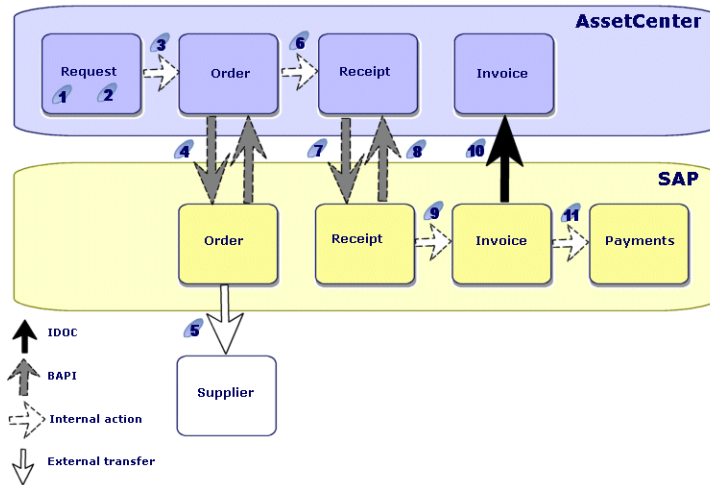 AssetCenter
3
6
Request
Order
Receipt
Invoice
1
2
4
7
8
10
SAP
9
11
Order
Receipt
Invoice
Payments
5
IDOC
BAPI
Supplier
Internal action
External transfer